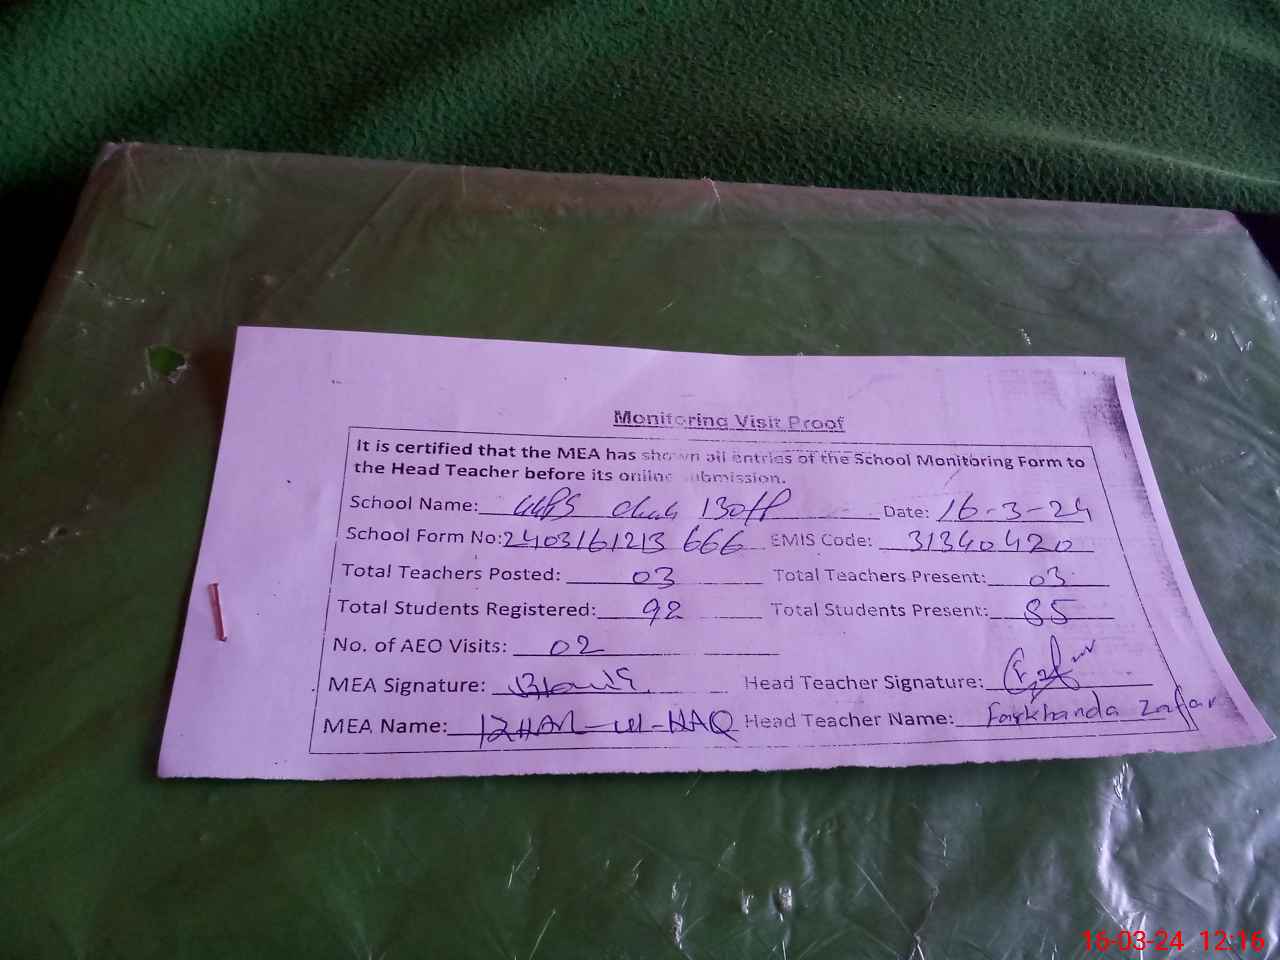 Monitoring Visit Proof
It is certified that the MEA has shown all entries of the School Monitoring Form to
the Head Teacher before its online submission.
School Name: GGPS Chak 130/P Date: 16-3-24
School Form No: 2403161213666 EMIS Code: 31340420
Total Teachers Posted: 03 Total Teachers Present: 03
Total Students Registered: 92 Total Students Present: 85
No. of AEO Visits: 02
MEA Signature: Head Teacher Signature:
MEA Name: IZHAR-ul-HAQ Head Teacher Name: Farkhanda Zafar
16-03-24 12:16